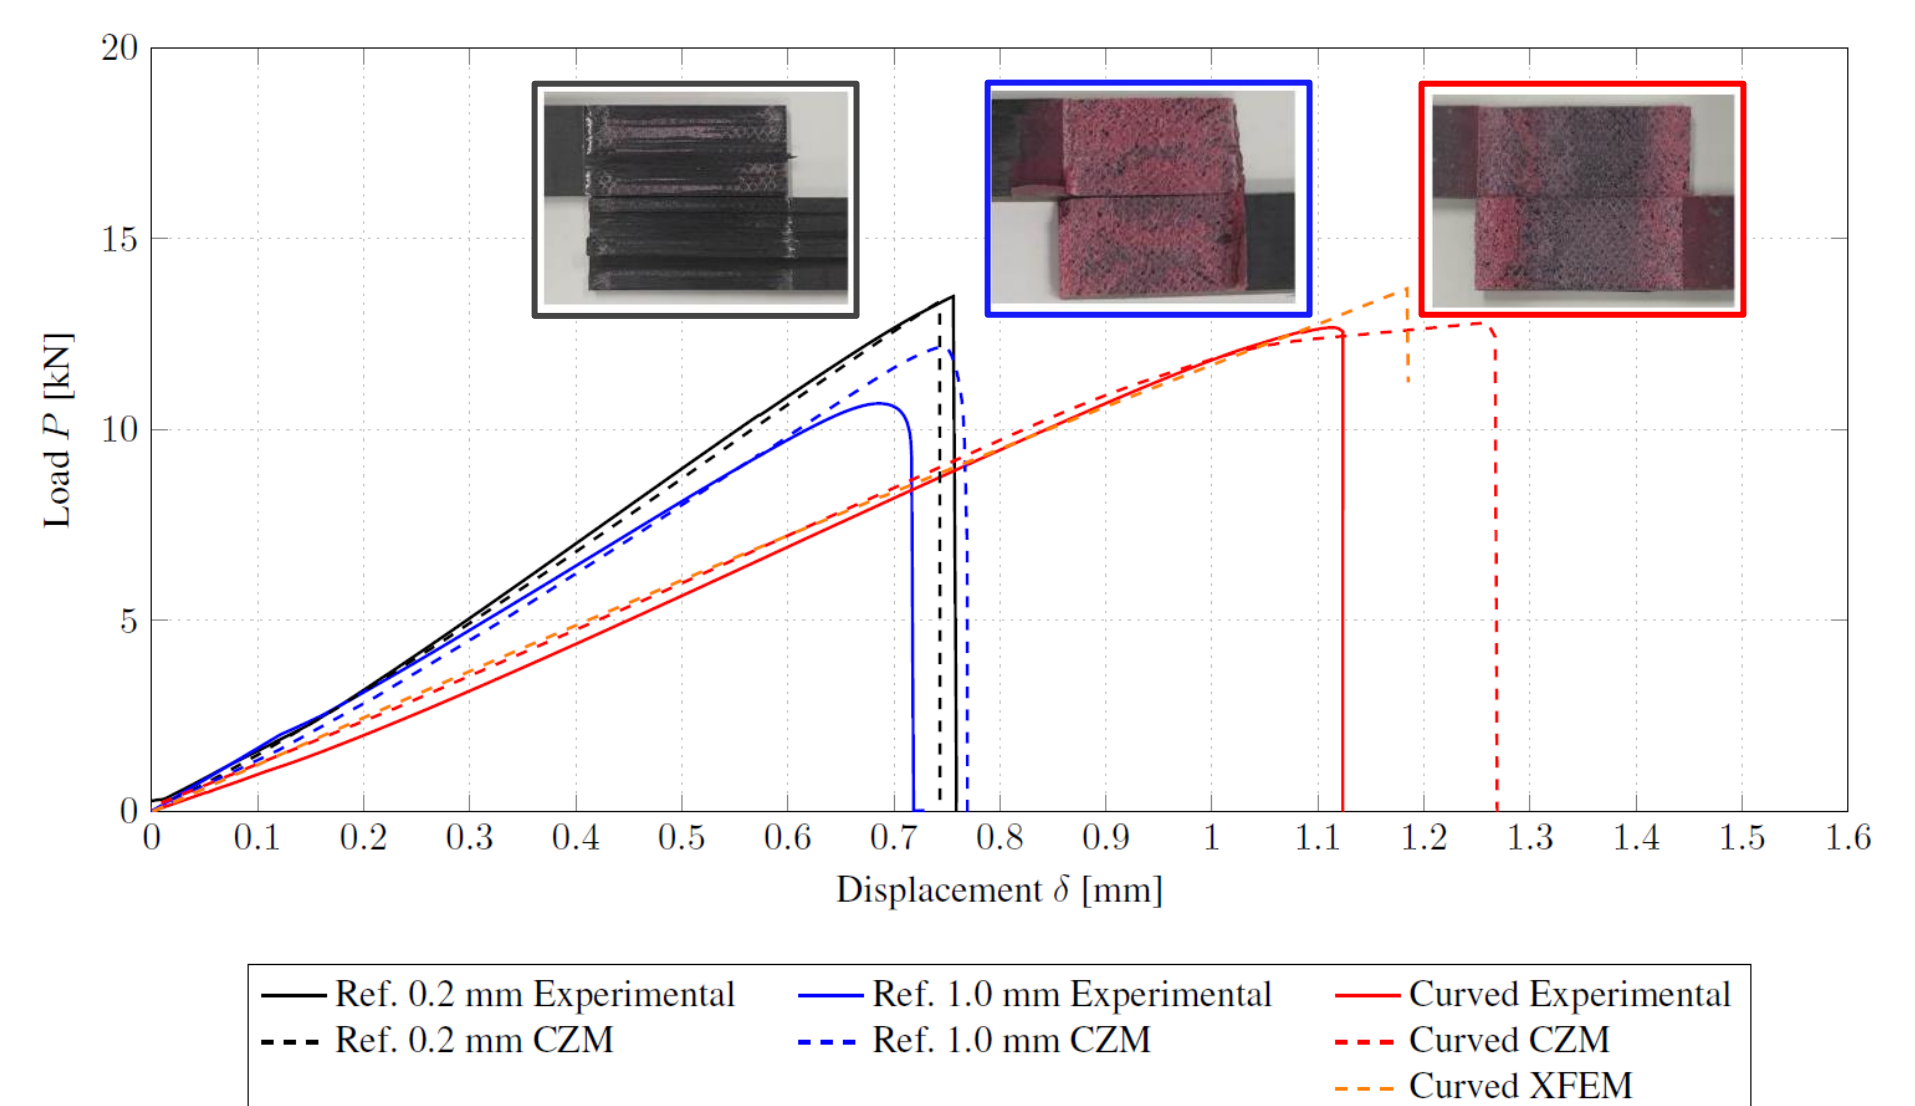 20
15
10
5
0
Load P [kN]
0 0.1 0.2 0.3 0.4 0.5 0.6 0.7 0.8 0.9 1 1.1 1.2 1.3 1.4 1.5 1.6
Displacement δ [mm]
Ref. 0.2 mm Experimental Ref. 1.0 mm Experimental Curved Experimental
Ref. 0.2 mm CZM Ref. 1.0 mm CZM Curved CZM
Curved XFEM